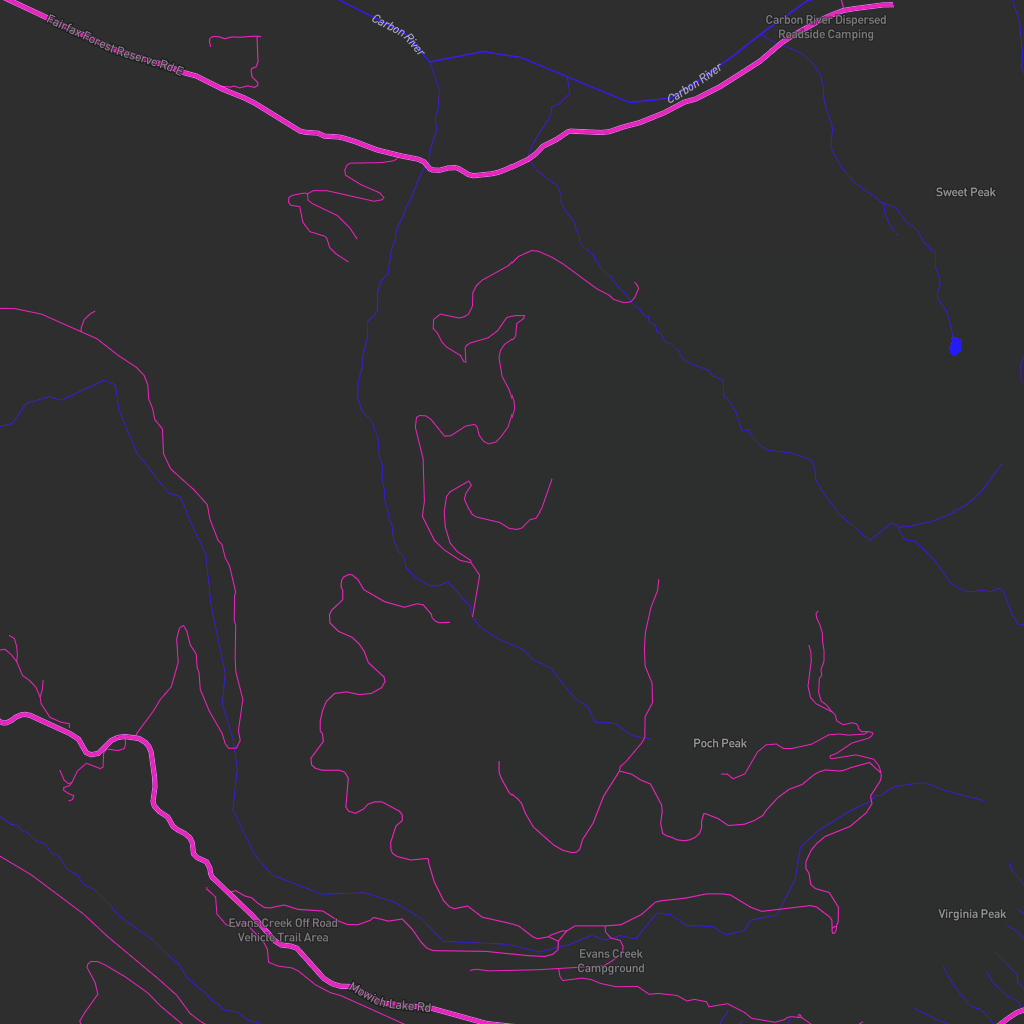 Carbon River
Carbon River Dispersed
Roadside Camping
Fairfax Forest Reserve Rd E
Carbon River
Sweet Peak
Poch Peak
Virginia Peak
Evans Creek Off Road
Vehicle Trail Area
Evans Creek
Campground
Mowich Lake Rd